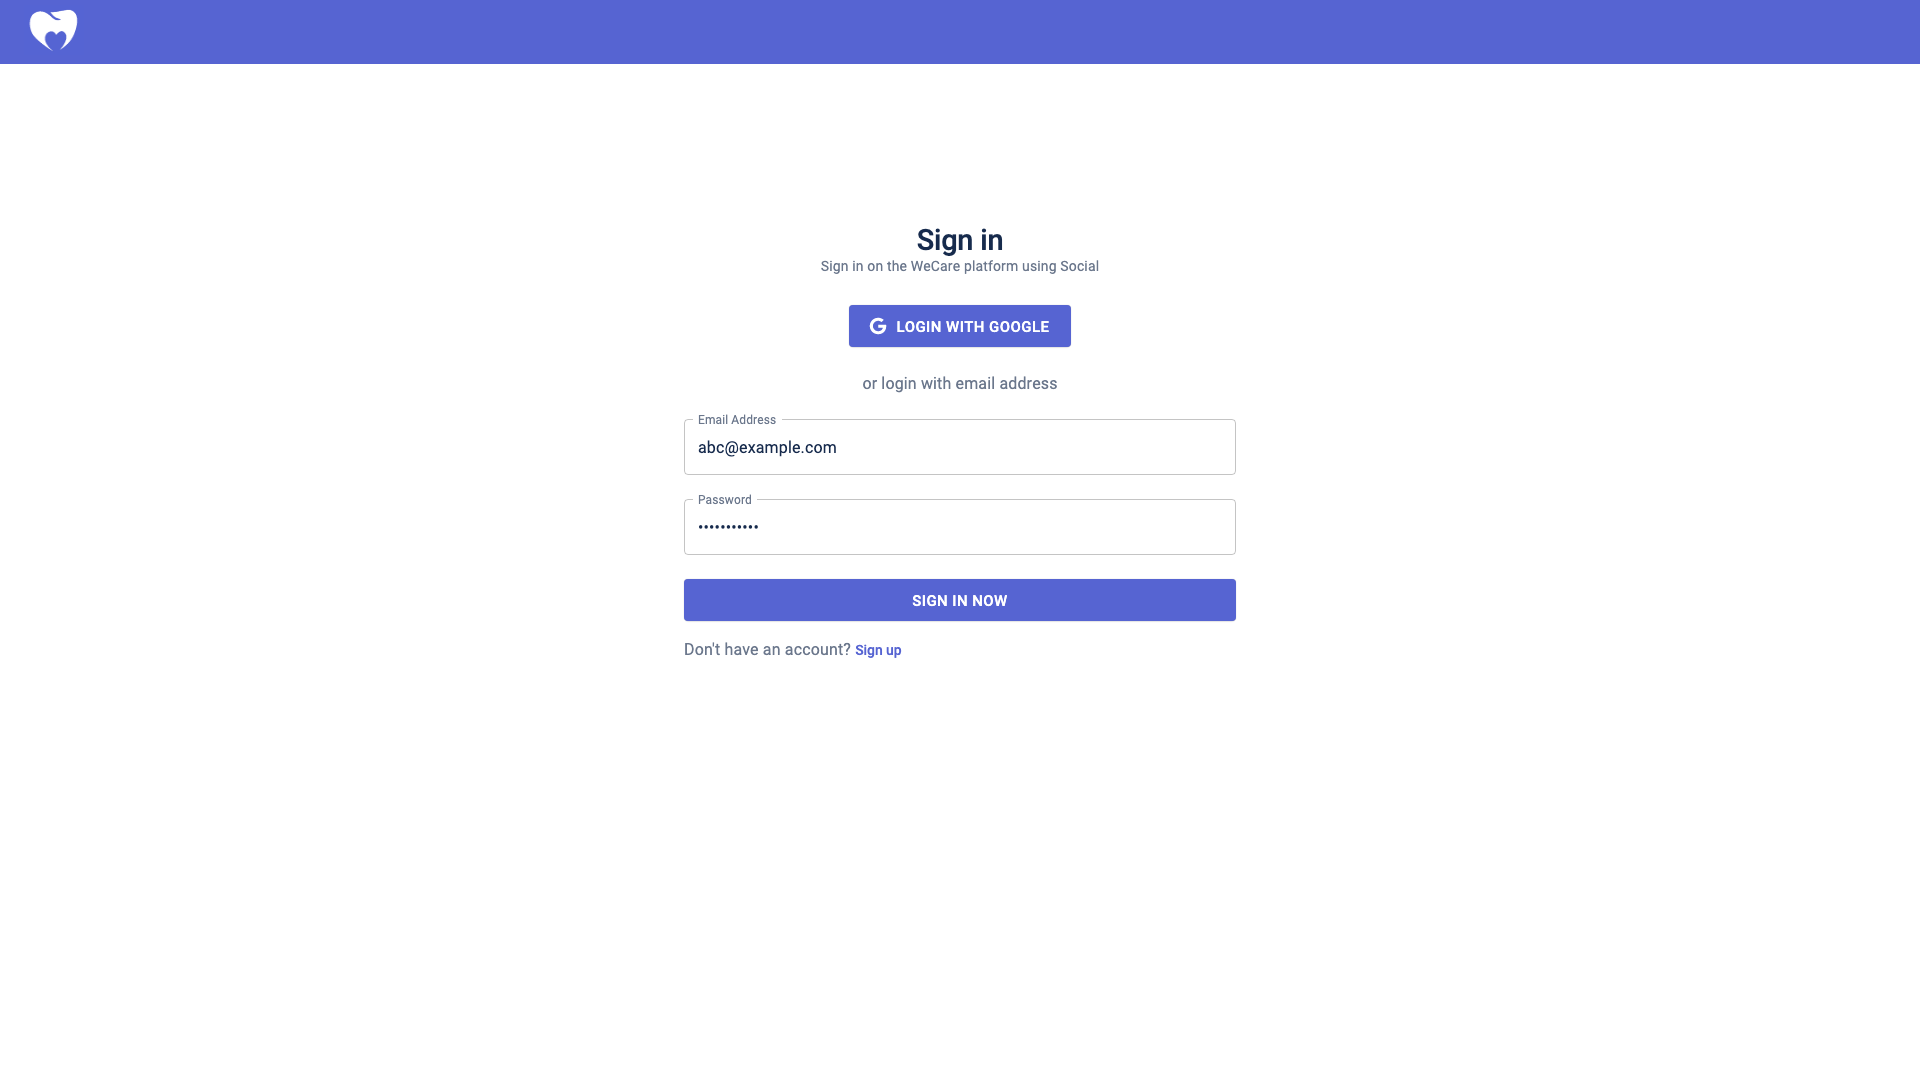 Sign in
Sign in on the WeCare platform using Social
LOGIN WITH GOOGLE
or login with email address
Email Address
abc@example.com
Password
•••••••••••
SIGN IN NOW
Don't have an account? Sign up